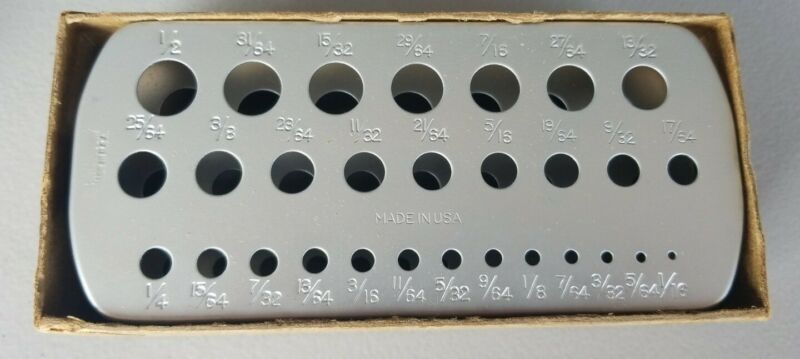 1/2 31/64 15/32 29/64 7/16 27/64 13/32
25/64 3/8 23/64 11/32 21/64 5/16 19/64 9/32 17/64
MADE IN USA
1/4 15/64 7/32 13/64 3/16 11/64 5/32 9/64 1/8 7/64 3/32 5/64 1/16